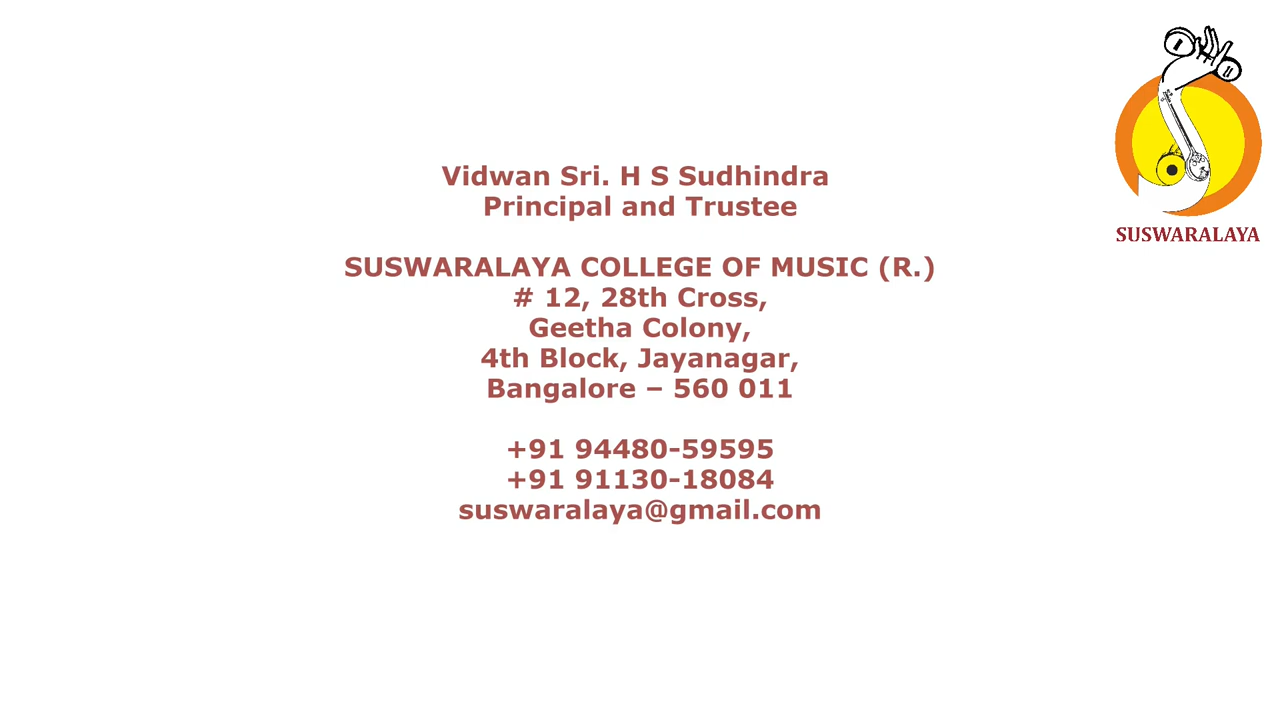 Vidwan Sri. H S Sudhindra
Principal and Trustee
SUSWARALAYA COLLEGE OF MUSIC (R.)
# 12, 28th Cross,
Geetha Colony,
4th Block, Jayanagar,
Bangalore – 560 011
+91 94480-59595
+91 91130-18084
suswaralaya@gmail.com
SUSWARALAYA